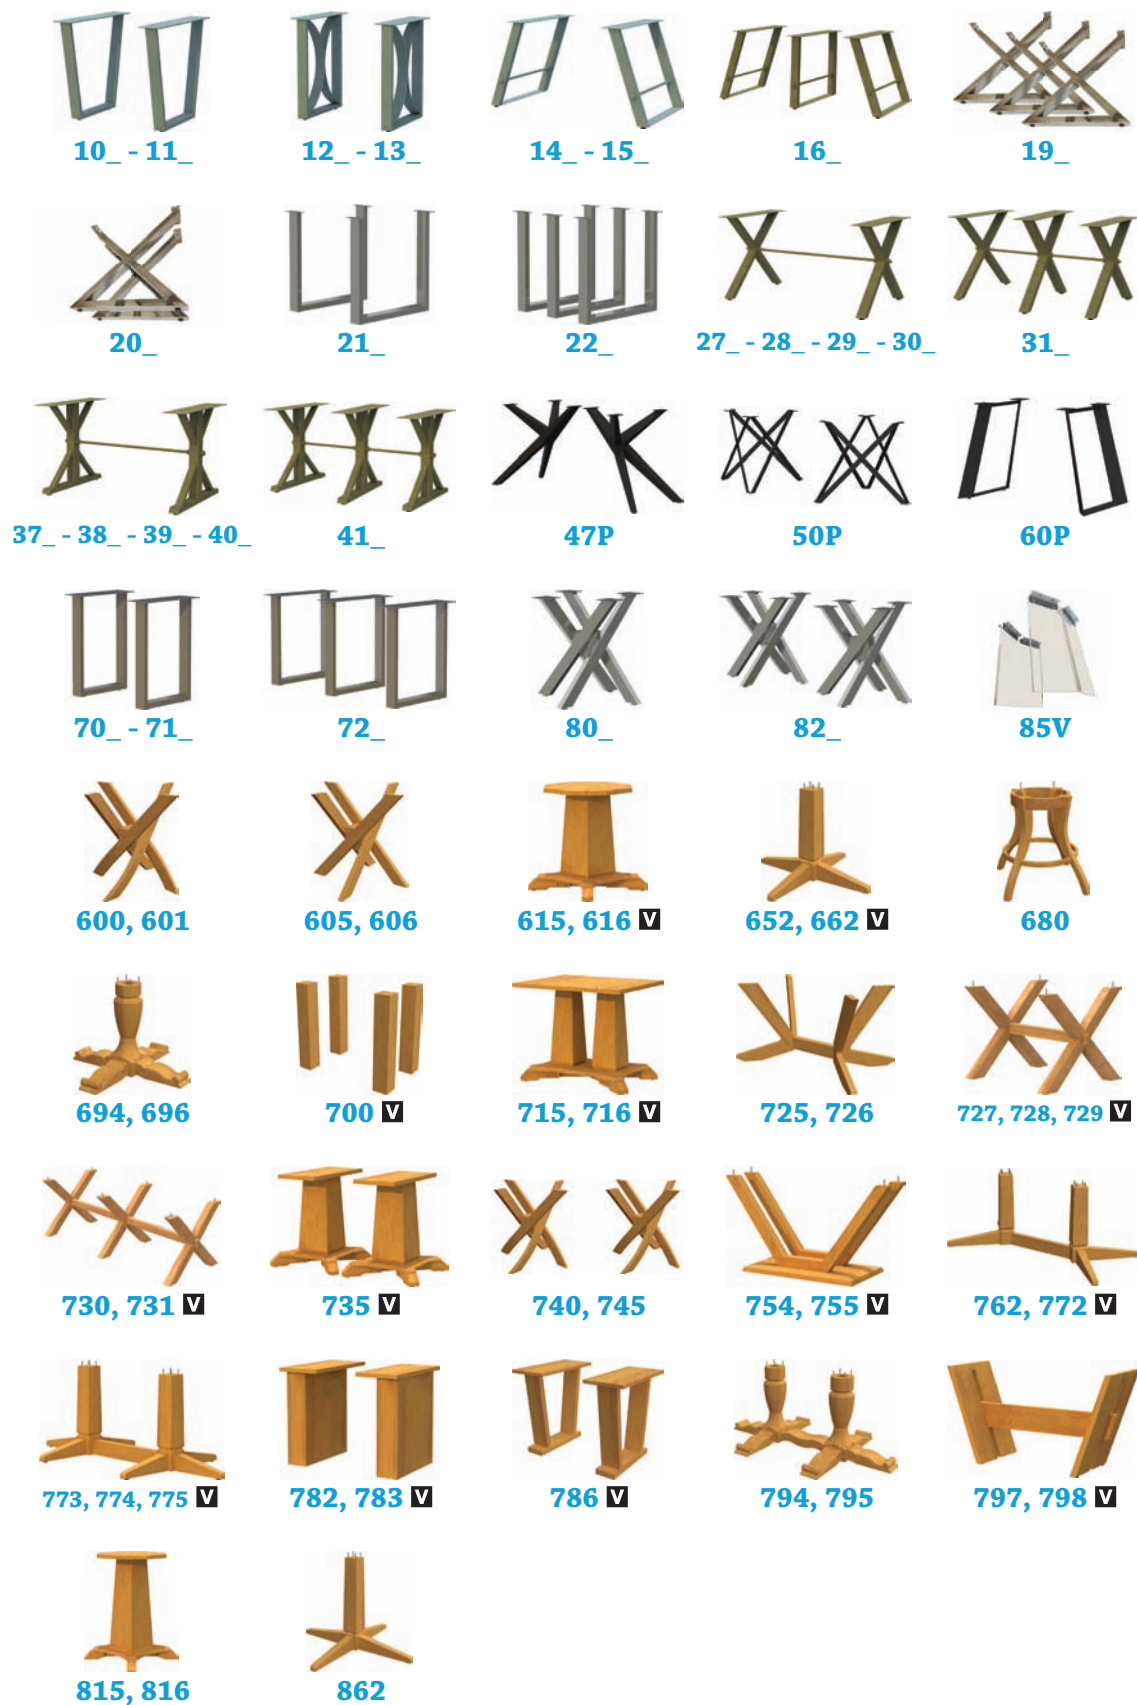 10_ - 11_
12_ - 13_
14_ - 15_
16_
19_
20_
21_
22_
27_ - 28_ - 29_ - 30_
31_
37_ - 38_ - 39_ - 40_
41_
47P
50P
60P
70_ - 71_
72_
80_
82_
85V
600, 601
605, 606
615, 616 V
652, 662 V
680
694, 696
700 V
715, 716 V
725, 726
727, 728, 729 V
730, 731 V
735 V
740, 745
754, 755 V
762, 772 V
773, 774, 775 V
782, 783 V
786 V
794, 795
797, 798 V
815, 816
862